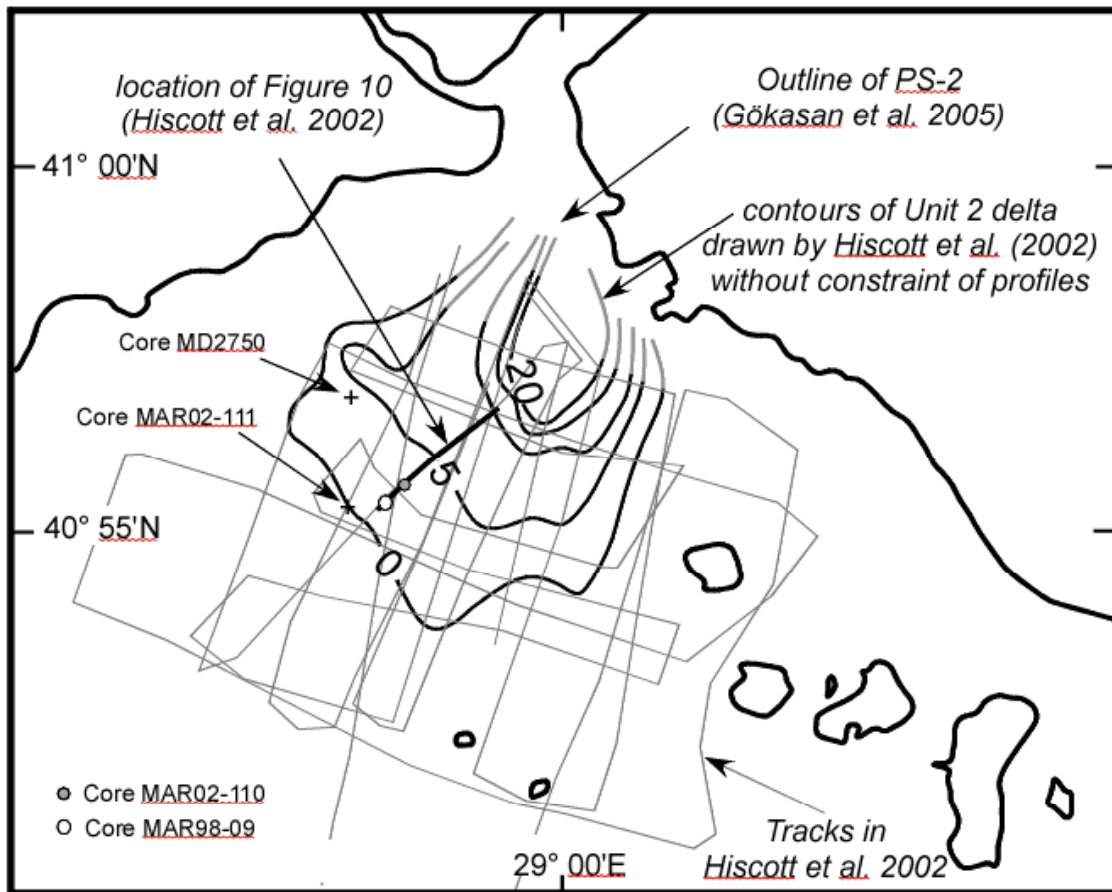 location of Figure 10
(Hiscott et al. 2002)
Outline of PS-2
(Gökasan et al. 2005)
41° 00'N
contours of Unit 2 delta
drawn by Hiscott et al. (2002)
without constraint of profiles
Core MD2750
20
Core MAR02-111
5
40° 55'N
0
Core MAR02-110
Core MAR98-09
Tracks in
Hiscott et al. 2002
29° 00'E